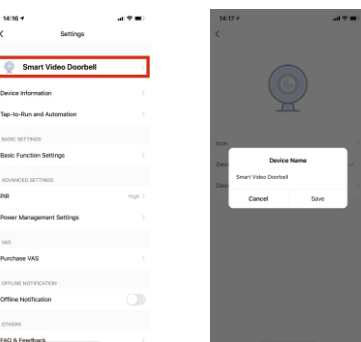 14:16
Settings
Smart Video Doorbell
Device Information
Tap-to-Run and Automation
BASIC SETTINGS
Basic Function Settings
ADVANCED SETTINGS
PIR
High
Power Management Settings
VAS
Purchase VAS
OFFLINE NOTIFICATION
Offline Notification
OTHERS
FAQ & Feedback
14:17
Icon
Device Name
Smart Video Doorbell
Cancel
Save